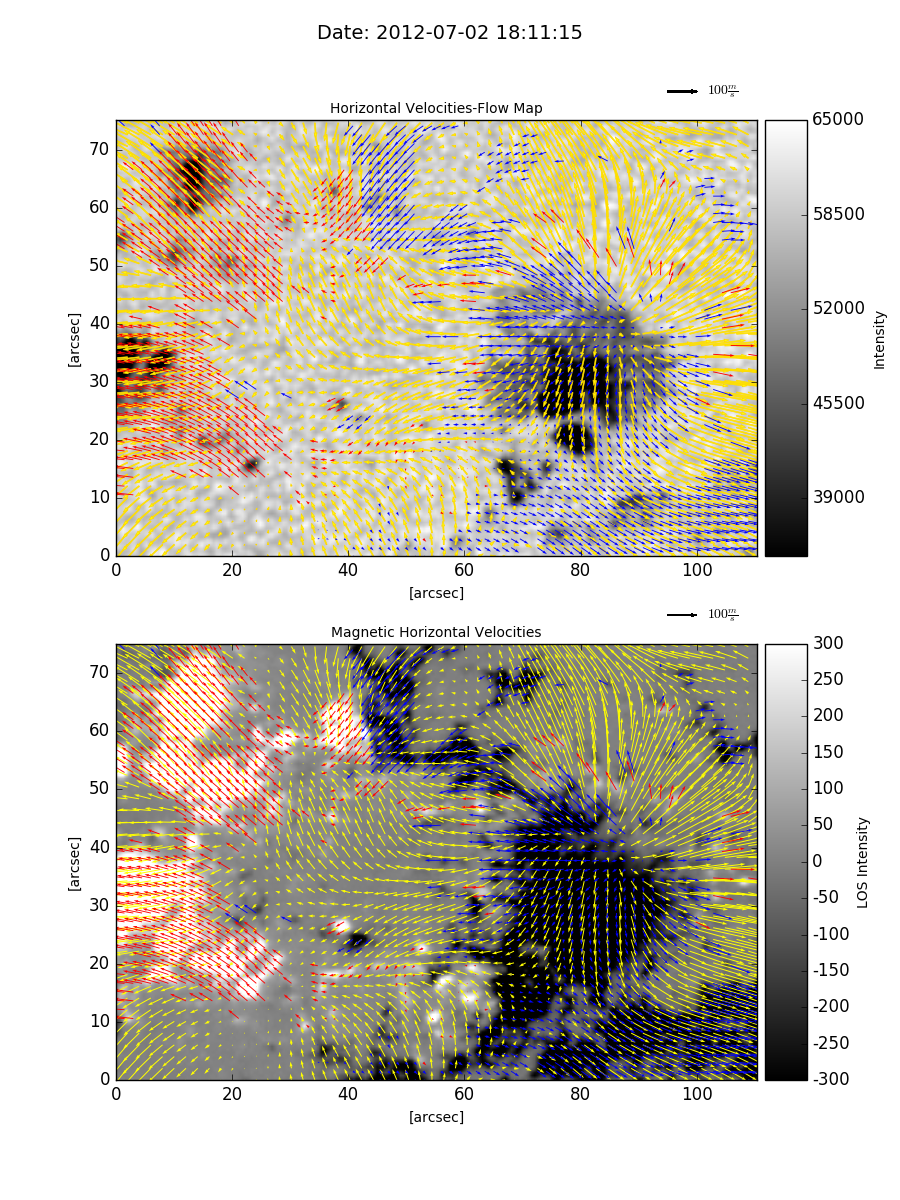 Date: 2012-07-02 18:11:15
100 m/s
Horizontal Velocities-Flow Map
70
60
50
40
30
20
10
0
[arcsec]
0 20 40 60 80 100
[arcsec]
65000
58500
52000
45500
39000
Intensity
100 m/s
Magnetic Horizontal Velocities
70
60
50
40
30
20
10
0
[arcsec]
0 20 40 60 80 100
[arcsec]
300
250
200
150
100
50
0
-50
-100
-150
-200
-250
-300
LOS Intensity